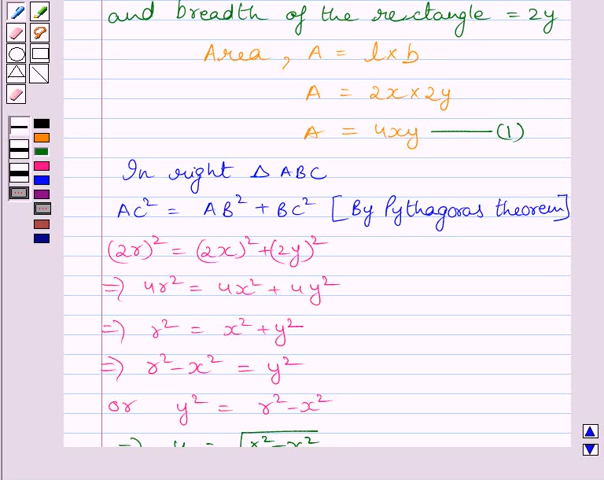 and breadth of the rectangle = 2y
Area, A = l×b
A = 2x×2y
A = 4xy ——— (1)
In right △ ABC
AC² = AB² + BC² [By Pythagoras theorem]
(2r)² = (2x)² + (2y)²
⇒ 4r² = 4x² + 4y²
⇒ r² = x² + y²
⇒ r² - x² = y²
or y² = r² - x²
⇒ y = √r² - x²